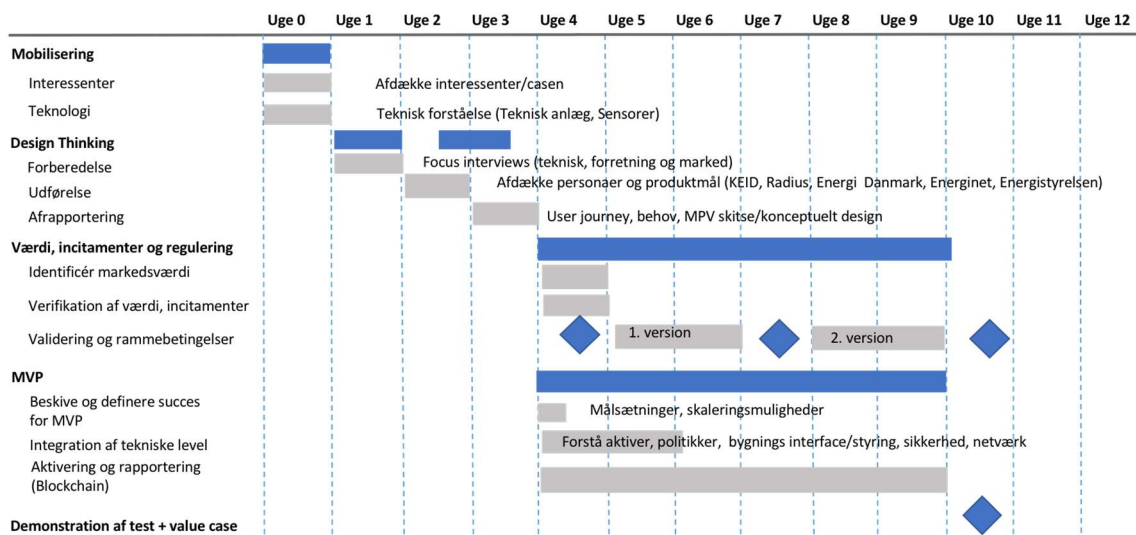 Uge 0 Uge 1 Uge 2 Uge 3 Uge 4 Uge 5 Uge 6 Uge 7 Uge 8 Uge 9 Uge 10 Uge 11 Uge 12
Mobilisering
Interessenter Afdække interessenter/casen
Teknologi Teknisk forståelse (Teknisk anlæg, Sensorer)
Design Thinking
Forberedelse Focus interviews (teknisk, forretning og marked)
Udførelse Afdække personaer og produktmål (KEID, Radius, Energi Danmark, Energinet, Energistyrelsen)
Afrapportering User journey, behov, MPV skitse/konceptuelt design
Værdi, incitamenter og regulering
Identificér markedsværdi
Verifikation af værdi, incitamenter
Validering og rammebetingelser 1. version 2. version
MVP
Beskive og definere succes
for MVP Målsætninger, skaleringsmuligheder
Integration af tekniske level Forstå aktiver, politikker, bygnings interface/styring, sikkerhed, netværk
Aktivering og rapportering
(Blockchain)
Demonstration af test + value case